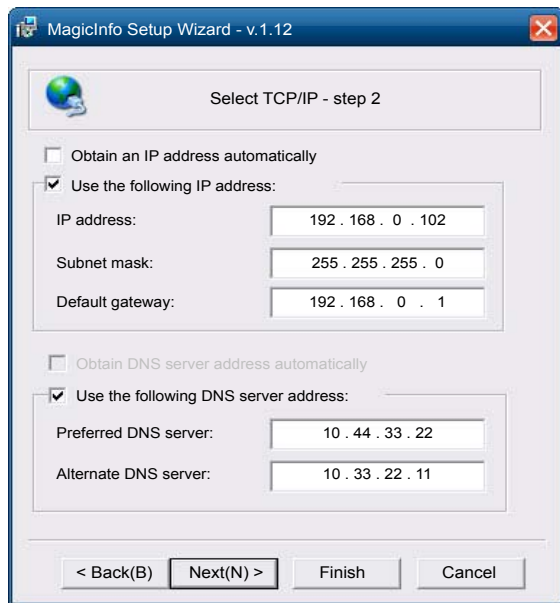 MagicInfo Setup Wizard - v.1.12
Select TCP/IP - step 2
Obtain an IP address automatically
Use the following IP address:
IP address: 192 . 168 . 0 . 102
Subnet mask: 255 . 255 . 255 . 0
Default gateway: 192 . 168 . 0 . 1
Obtain DNS server address automatically
Use the following DNS server address:
Preferred DNS server: 10 . 44 . 33 . 22
Alternate DNS server: 10 . 33 . 22 . 11
< Back(B) Next(N) > Finish Cancel